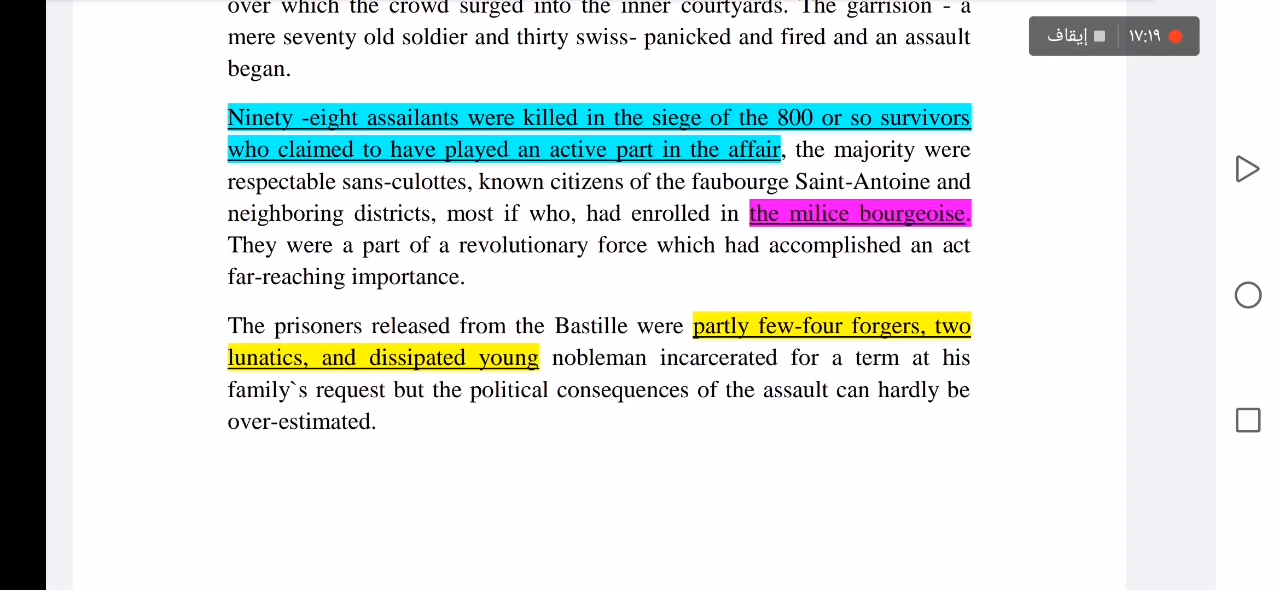 over which the crowd surged into the inner courtyards. The garrision - a
mere seventy old soldier and thirty swiss- panicked and fired and an assault
began.
إيقاف ١٧:١٩
Ninety -eight assailants were killed in the siege of the 800 or so survivors
who claimed to have played an active part in the affair, the majority were
respectable sans-culottes, known citizens of the faubourge Saint-Antoine and
neighboring districts, most if who, had enrolled in the milice bourgeoise.
They were a part of a revolutionary force which had accomplished an act
far-reaching importance.
The prisoners released from the Bastille were partly few-four forgers, two
lunatics, and dissipated young nobleman incarcerated for a term at his
family`s request but the political consequences of the assault can hardly be
over-estimated.